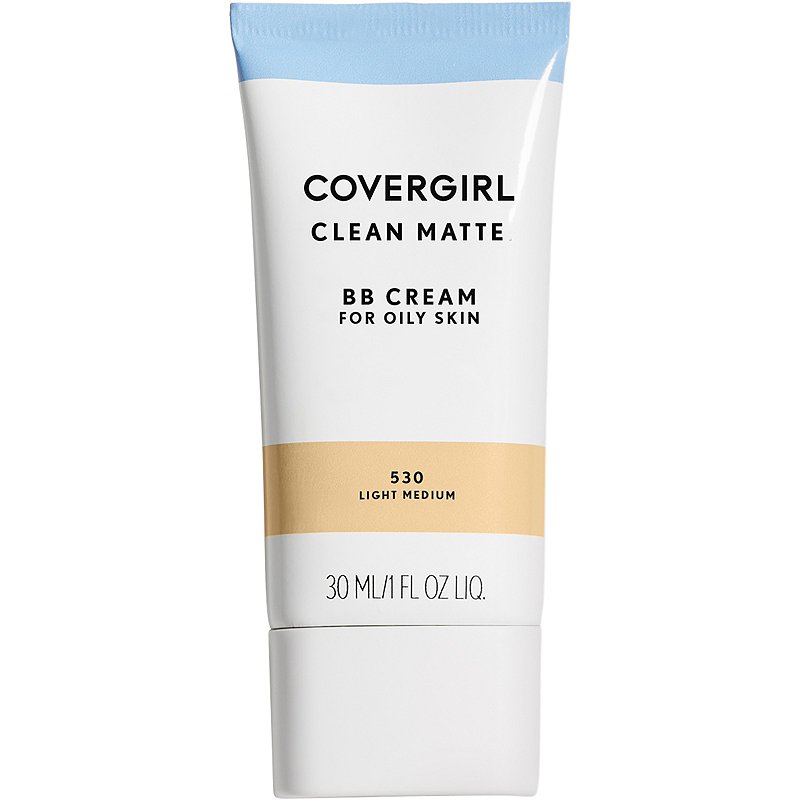 COVERGIRL
CLEAN MATTE
BB CREAM
FOR OILY SKIN
530
LIGHT MEDIUM
30 ML/1 FL OZ LIQ.